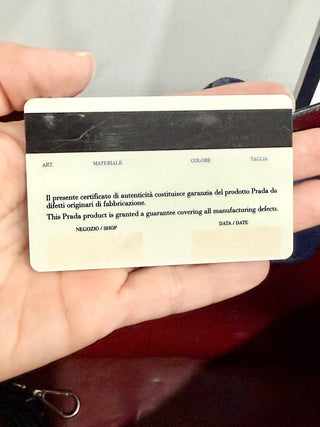 ART. MATERIALE COLORE TAGLIA
Il presente certificato di autenticità costituisce garanzia del prodotto Prada da
difetti originari di fabbricazione.
This Prada product is granted a guarantee covering all manufacturing defects.
NEGOZIO / SHOP DATA / DATE